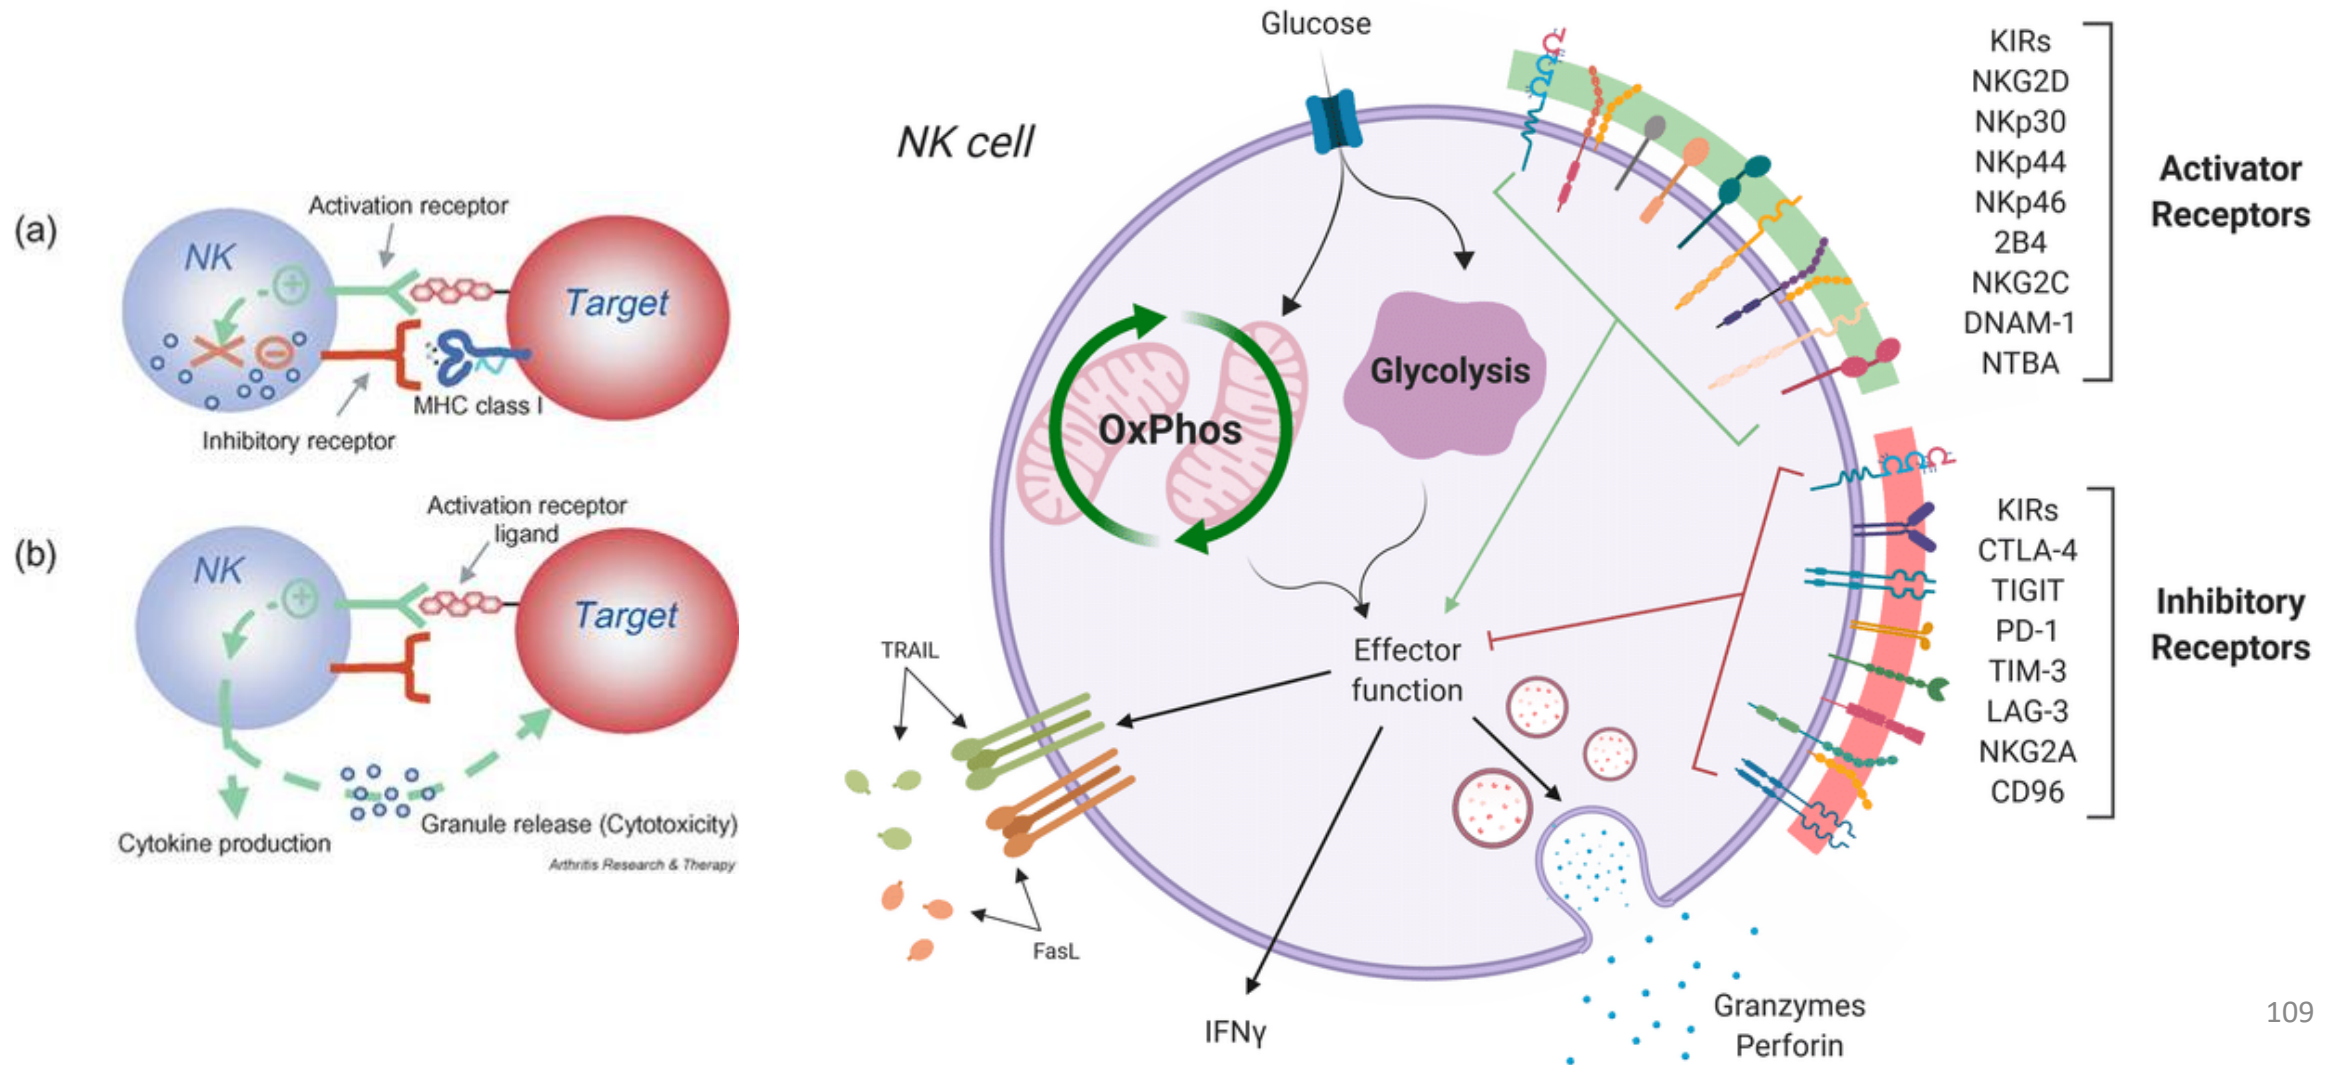 (a)
Activation receptor
NK
Target
MHC class I
Inhibitory receptor
(b)
Activation receptor
ligand
NK
Target
Cytokine production
Granule release (Cytotoxicity)
Arthritis Research & Therapy
NK cell
Glucose
OxPhos
Glycolysis
Effector
function
TRAIL
FasL
IFNγ
Granzymes
Perforin
KIRs
NKG2D
NKp30
NKp44
NKp46
2B4
NKG2C
DNAM-1
NTBA
Activator
Receptors
KIRs
CTLA-4
TIGIT
PD-1
TIM-3
LAG-3
NKG2A
CD96
Inhibitory
Receptors
109